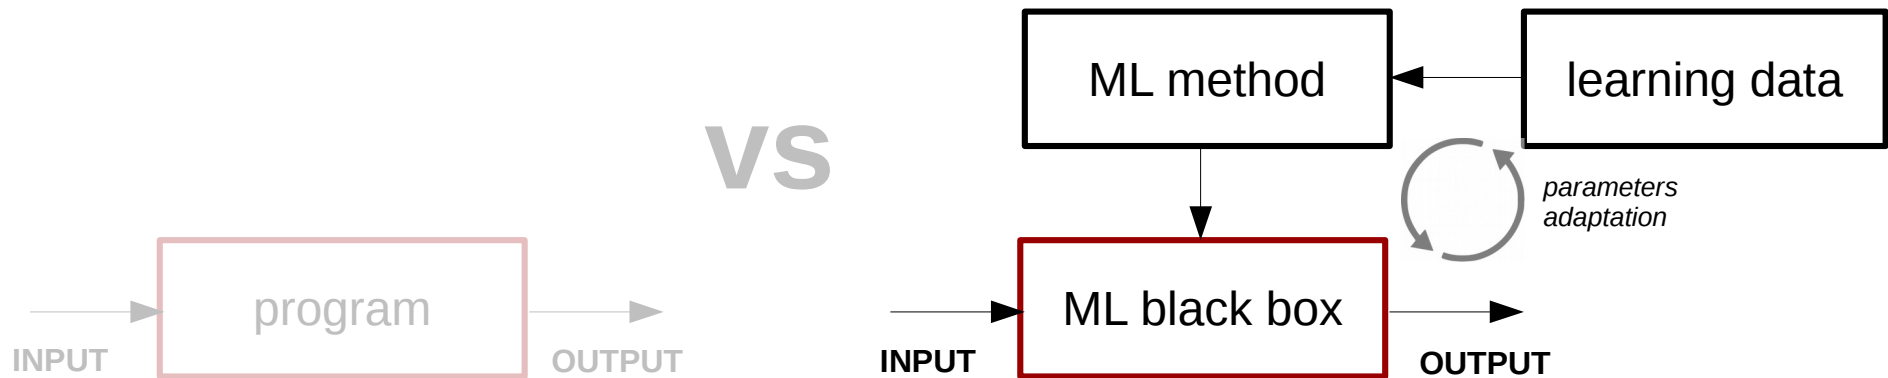 ML method
learning data
vs
parameters
adaptation
program
ML black box
INPUT
OUTPUT
INPUT
OUTPUT